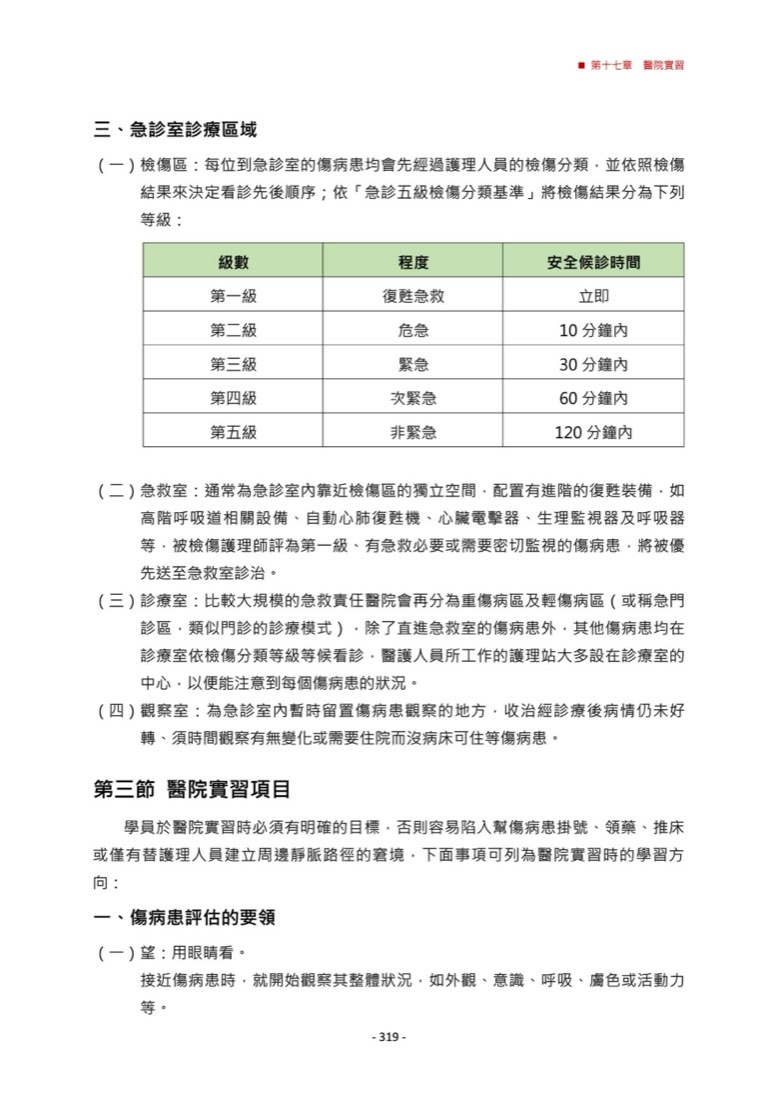 ■ 第十七章　醫院實習
三、急診室診療區域
（一）檢傷區：每位到急診室的傷病患均會先經過護理人員的檢傷分類，並依照檢傷
結果來決定看診先後順序；依「急診五級檢傷分類基準」將檢傷結果分為下列
等級：
級數 程度 安全候診時間
第一級 復甦急救 立即
第二級 危急 10 分鐘內
第三級 緊急 30 分鐘內
第四級 次緊急 60 分鐘內
第五級 非緊急 120 分鐘內
（二）急救室：通常為急診室內靠近檢傷區的獨立空間，配置有進階的復甦裝備，如
高階呼吸道相關設備、自動心肺復甦機、心臟電擊器、生理監視器及呼吸器
等，被檢傷護理師評為第一級、有急救必要或需要密切監視的傷病患，將被優
先送至急救室診治。
（三）診療室：比較大規模的急救責任醫院會再分為重傷病區及輕傷病區（或稱急門
診區，類似門診的診療模式），除了直進急救室的傷病患外，其他傷病患均在
診療室依檢傷分類等級等候看診，醫護人員所工作的護理站大多設在診療室的
中心，以便能注意到每個傷病患的狀況。
（四）觀察室：為急診室內暫時留置傷病患觀察的地方，收治經診療後病情仍未好
轉、須時間觀察有無變化或需要住院而沒病床可住等傷病患。
第三節 醫院實習項目
學員於醫院實習時必須有明確的目標，否則容易陷入幫傷病患掛號、領藥、推床
或僅有替護理人員建立周邊靜脈路徑的窘境，下面事項可列為醫院實習時的學習方
向：
一、傷病患評估的要領
（一）望：用眼睛看。
接近傷病患時，就開始觀察其整體狀況，如外觀、意識、呼吸、膚色或活動力
等。
- 319 -